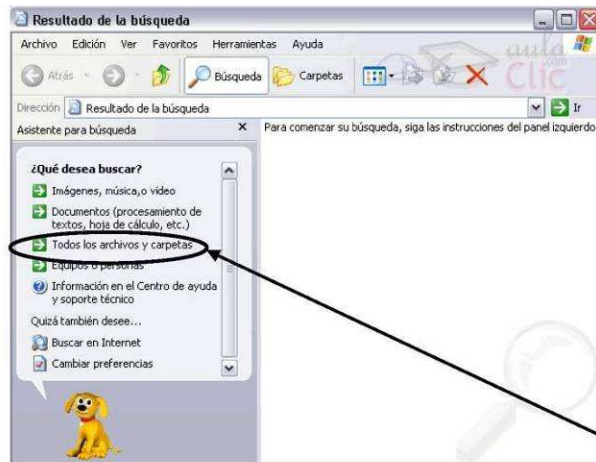 Resultado de la búsqueda
Archivo Edición Ver Favoritos Herramientas Ayuda
Atrás Búsqueda Carpetas
aula
.com
Clic
Dirección Resultado de la búsqueda Ir
Asistente para búsqueda X
Para comenzar su búsqueda, siga las instrucciones del panel izquierdo
¿Qué desea buscar?
Imágenes, música,o vídeo
Documentos (procesamiento de
textos, hoja de cálculo, etc.)
Todos los archivos y carpetas
Equipos o personas
Información en el Centro de ayuda
y soporte técnico
Quizá también desee...
Buscar en Internet
Cambiar preferencias